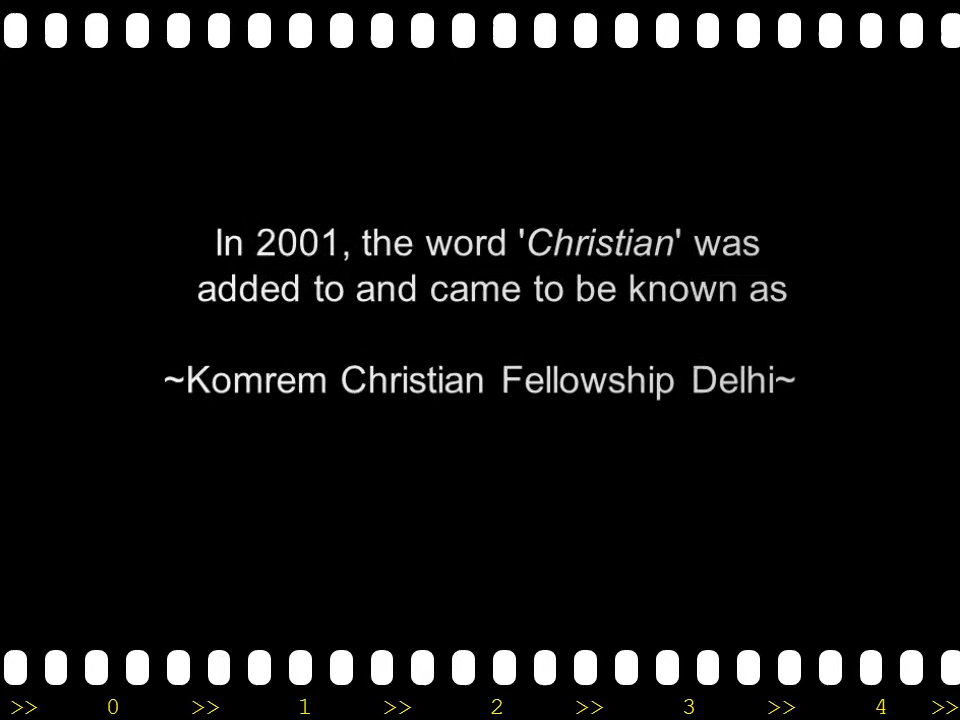 In 2001, the word 'Christian' was
added to and came to be known as
~Komrem Christian Fellowship Delhi~
>> 0 >> 1 >> 2 >> 3 >> 4 >>